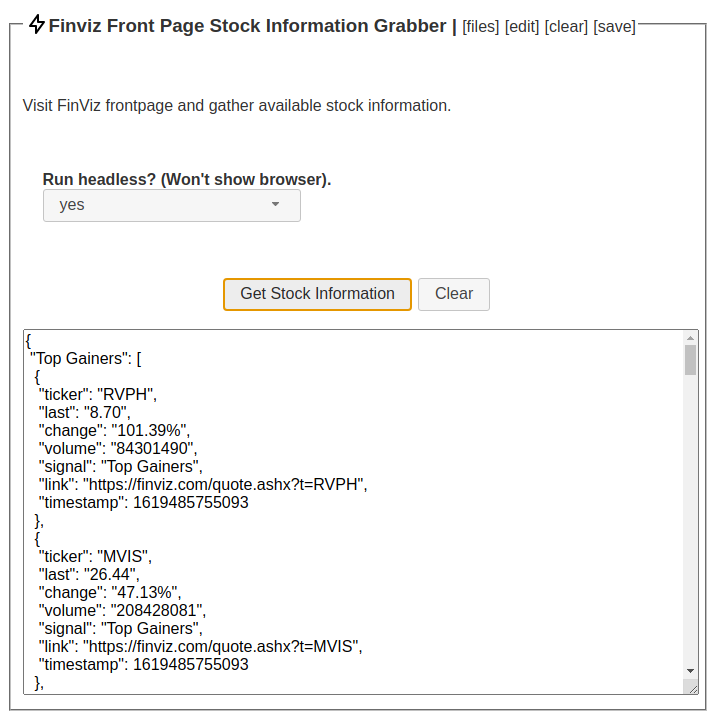 Finviz Front Page Stock Information Grabber | [files] [edit] [clear] [save]
Visit FinViz frontpage and gather available stock information.
Run headless? (Won't show browser).
yes
Get Stock Information Clear
{
"Top Gainers": [
{
"ticker": "RVPH",
"last": "8.70",
"change": "101.39%",
"volume": "84301490",
"signal": "Top Gainers",
"link": "https://finviz.com/quote.ashx?t=RVPH",
"timestamp": 1619485755093
},
{
"ticker": "MVIS",
"last": "26.44",
"change": "47.13%",
"volume": "208428081",
"signal": "Top Gainers",
"link": "https://finviz.com/quote.ashx?t=MVIS",
"timestamp": 1619485755093
},